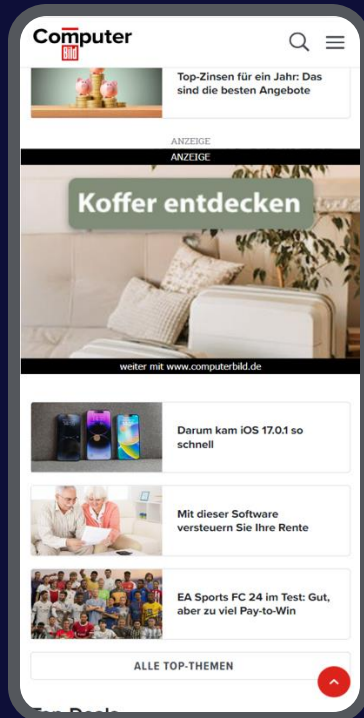 Computer
Bild
Top-Zinsen für ein Jahr: Das
sind die besten Angebote
ANZEIGE
ANZEIGE
Koffer entdecken
weiter mit www.computerbild.de
Darum kam iOS 17.0.1 so
schnell
Mit dieser Software
versteuern Sie Ihre Rente
EA Sports FC 24 im Test: Gut,
aber zu viel Pay-to-Win
ALLE TOP-THEMEN
Top-Deals